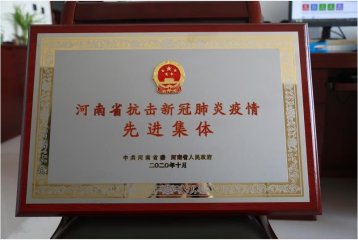 河南省抗击新冠肺炎疫情
先进集体
中共河南省委 河南省人民政府
二〇二〇年十月